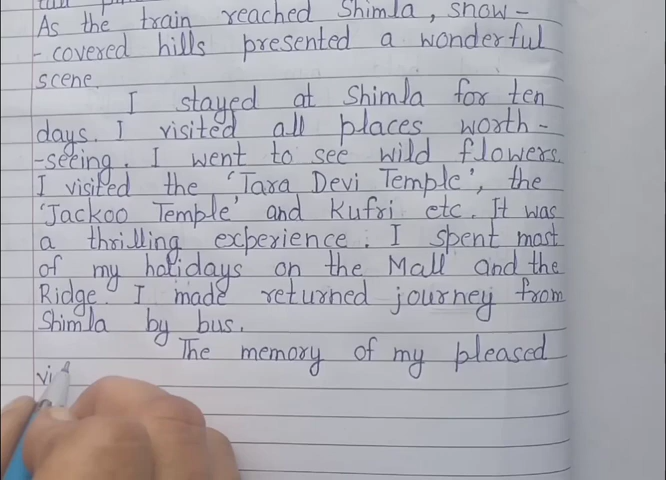 As the train reached Shimla, snow-
-covered hills presented a wonderful
scene.
I stayed at Shimla for ten
days. I visited all places worth-
-seeing. I went to see wild flowers.
I visited the 'Tara Devi Temple', the
'Jackoo Temple' and Kufri etc. It was
a thrilling experience. I spent most
of my holidays on the Mall and the
Ridge. I made returned journey from
Shimla by bus.
The memory of my pleased
vi